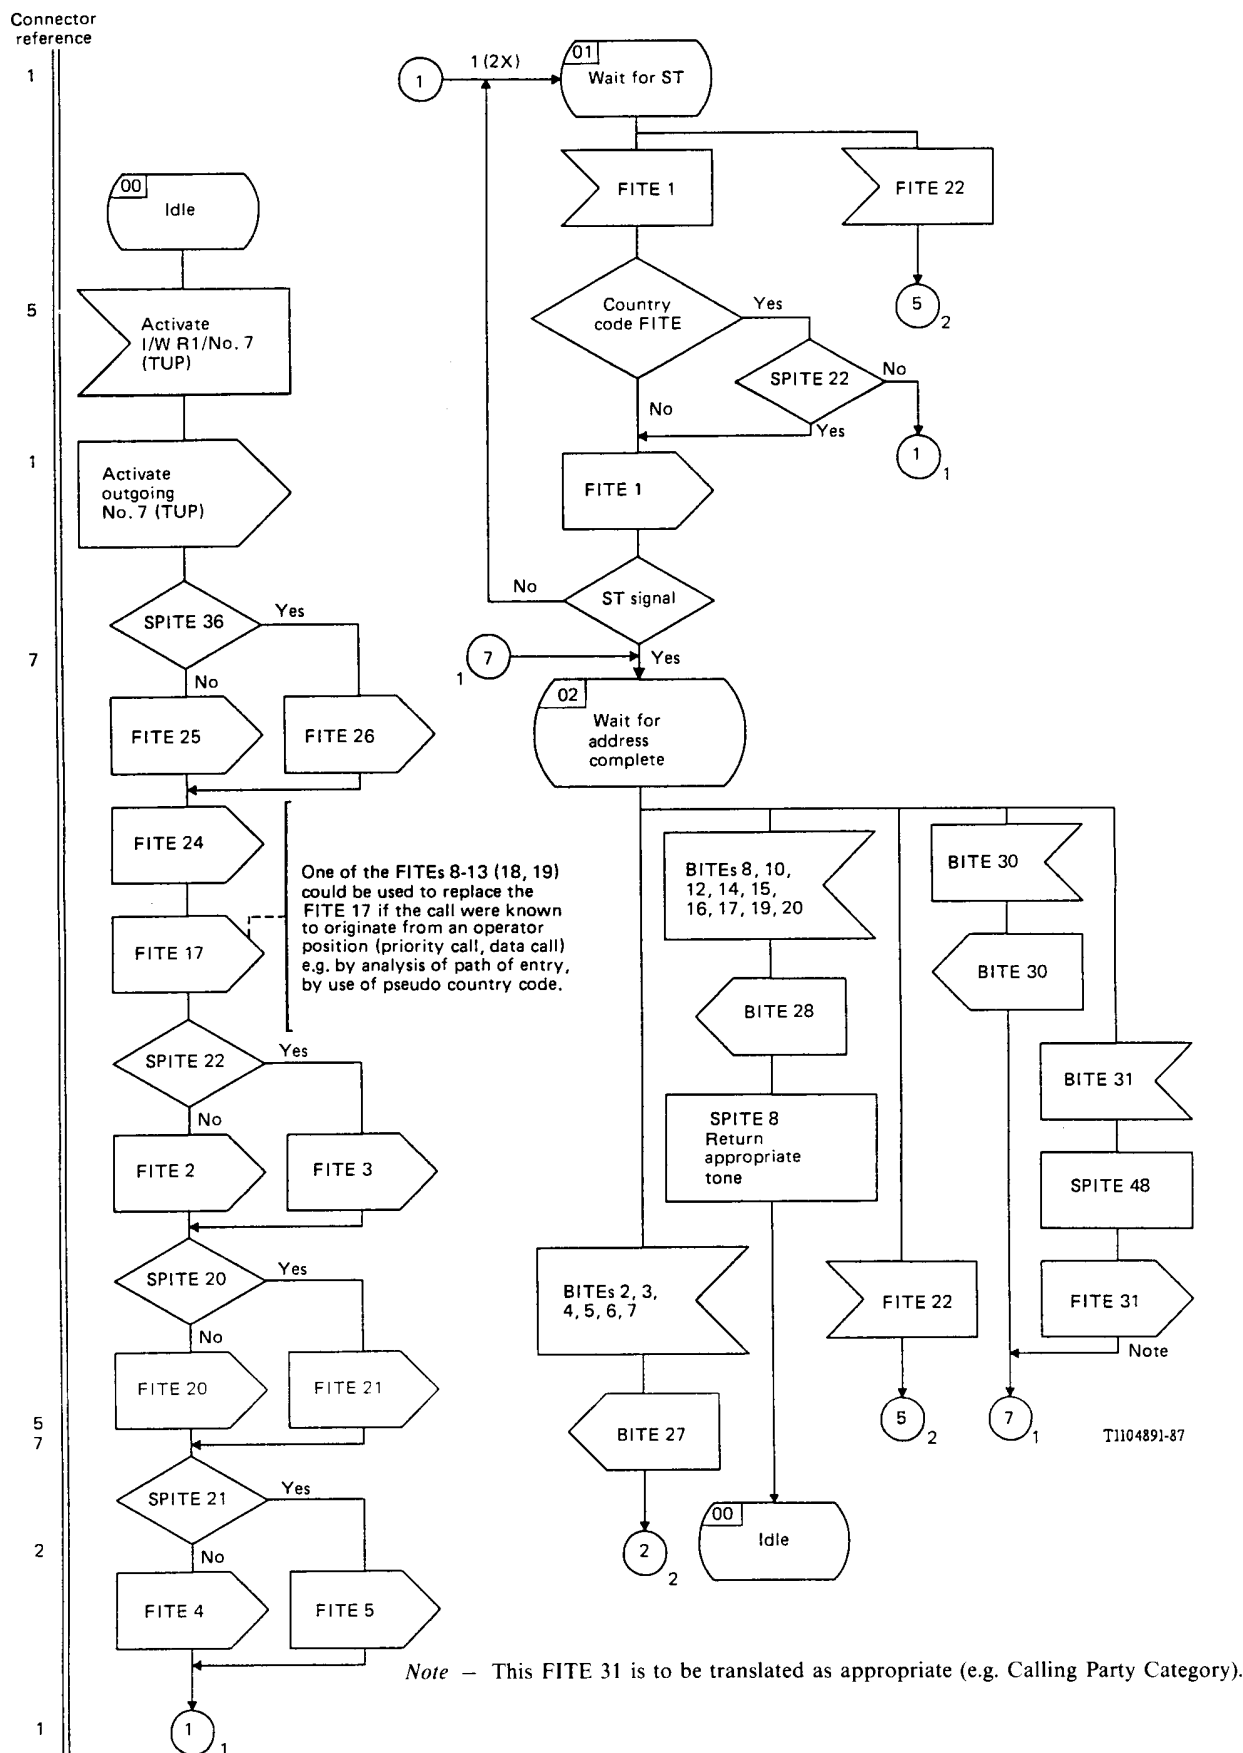 Connector
reference
1
5
1
7
5
7
2
1
00
Idle
Activate
I/W R1/No. 7
(TUP)
Activate
outgoing
No. 7 (TUP)
SPITE 36
Yes
No
FITE 25
FITE 26
FITE 24
FITE 17
One of the FITEs 8-13 (18, 19)
could be used to replace the
FITE 17 if the call were known
to originate from an operator
position (priority call, data call)
e.g. by analysis of path of entry,
by use of pseudo country code.
SPITE 22
Yes
No
FITE 2
FITE 3
SPITE 20
Yes
No
FITE 20
FITE 21
SPITE 21
Yes
No
FITE 4
FITE 5
1
1
1
1 (2X)
01
Wait for ST
FITE 1
FITE 22
5
2
Country
code FITE
Yes
No
SPITE 22
No
Yes
1
1
FITE 1
ST signal
No
Yes
7
1
02
Wait for
address
complete
BITEs 2, 3,
4, 5, 6, 7
BITE 27
2
2
BITEs 8, 10,
12, 14, 15,
16, 17, 19, 20
BITE 28
SPITE 8
Return
appropriate
tone
00
Idle
FITE 22
5
2
BITE 30
BITE 30
7
1
BITE 31
SPITE 48
FITE 31
Note
T1104891-87
Note – This FITE 31 is to be translated as appropriate (e.g. Calling Party Category).